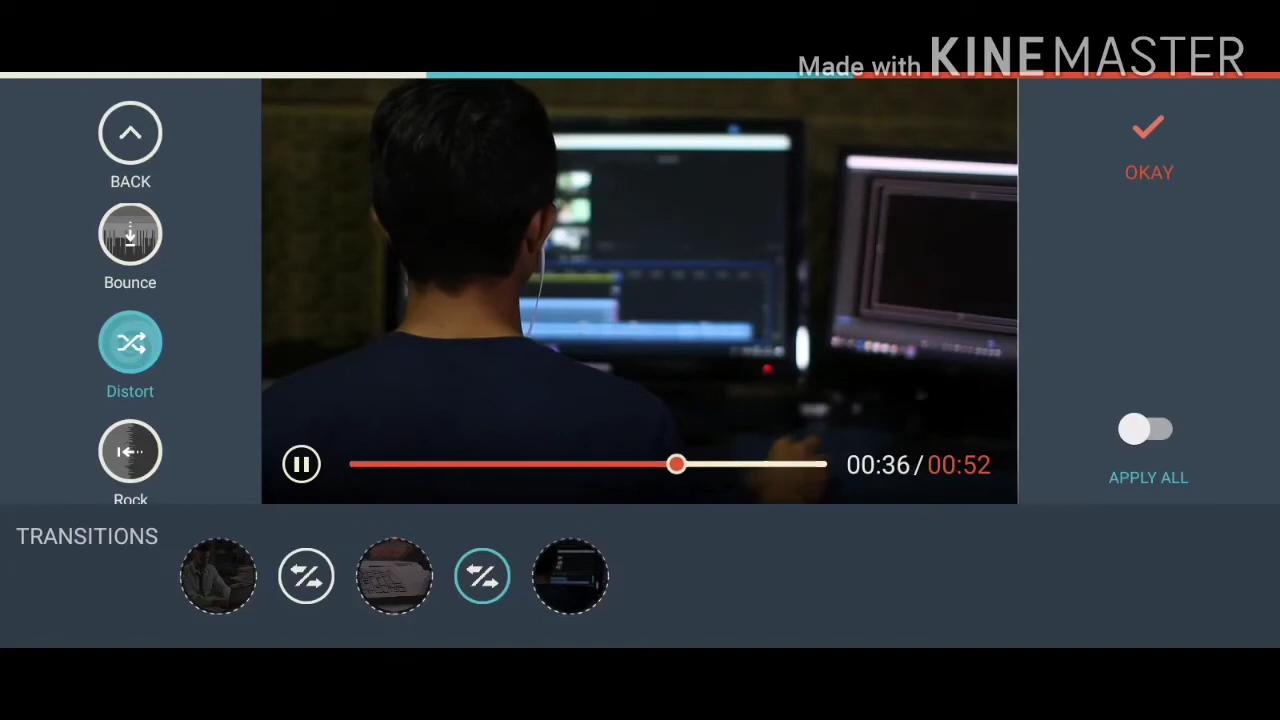 Made with KINEMASTER
BACK
OKAY
Bounce
Distort
00:36/00:52
APPLY ALL
Rock
TRANSITIONS